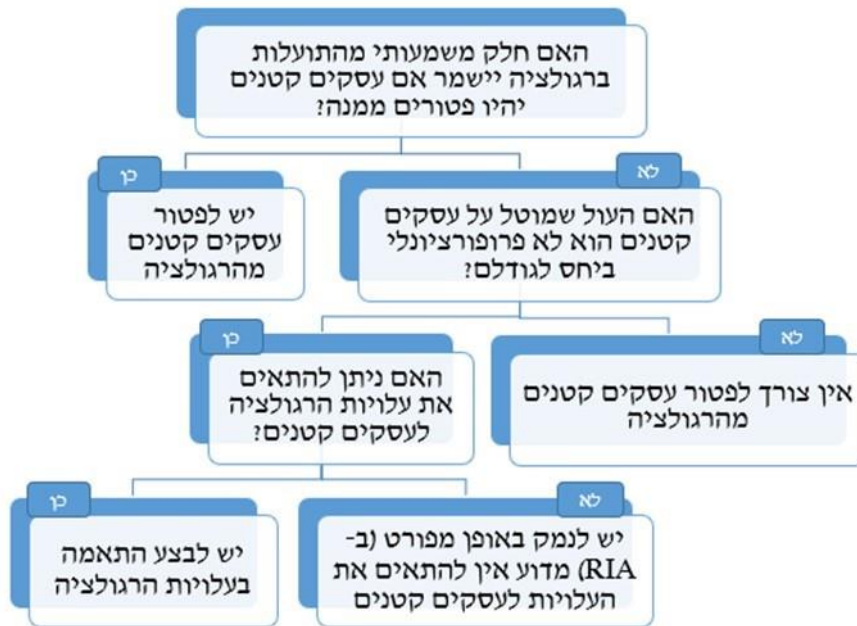 האם חלק משמעותי מהתועלות
ברגולציה יישמר אם עסקים קטנים
יהיו פטורים ממנה?
לא
האם העול שמוטל על עסקים
קטנים הוא לא פרופורציונלי
ביחס לגודלם?
כן
יש לפטור
עסקים קטנים
מהרגולציה
לא
אין צורך לפטור עסקים קטנים
מהרגולציה
כן
האם ניתן להתאים
את עלויות הרגולציה
לעסקים קטנים?
לא
יש לנמק באופן מפורט (ב-
RIA) מדוע אין להתאים את
העלויות לעסקים קטנים
כן
יש לבצע התאמה
בעלויות הרגולציה